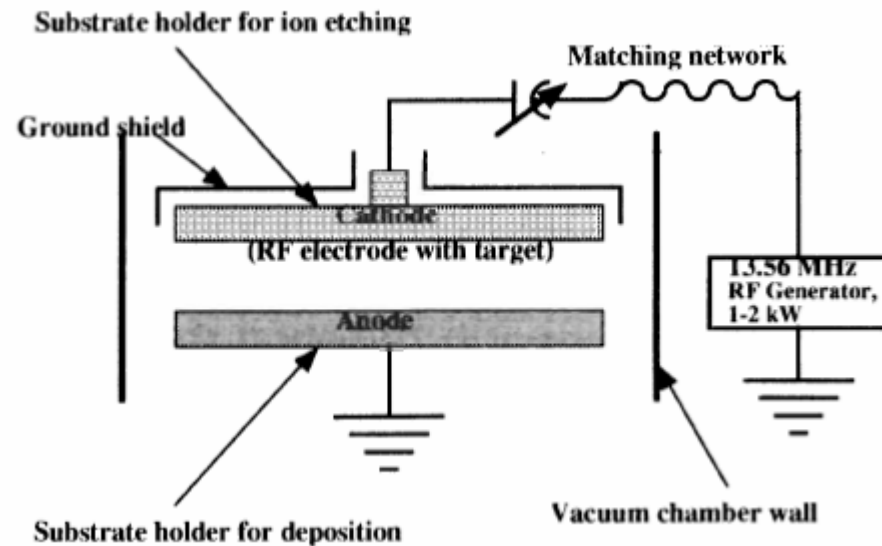 Substrate holder for ion etching
Matching network
Ground shield
Cathode
(RF electrode with target)
13.56 MHz
RF Generator,
1-2 kW
Anode
Vacuum chamber wall
Substrate holder for deposition